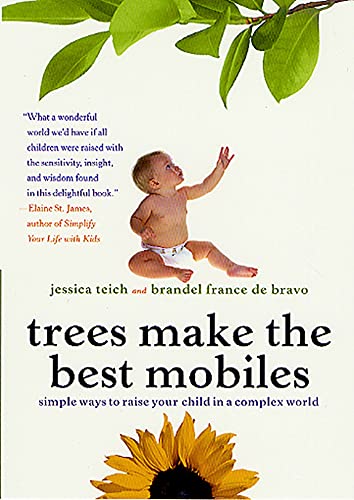 “What a wonderful
world we’d have if all
children were raised with
the sensitivity, insight,
and wisdom found
in this delightful book.”
—Elaine St. James,
author of Simplify
Your Life with Kids
jessica teich and brandel france de bravo
trees make the
best mobiles
simple ways to raise your child in a complex world